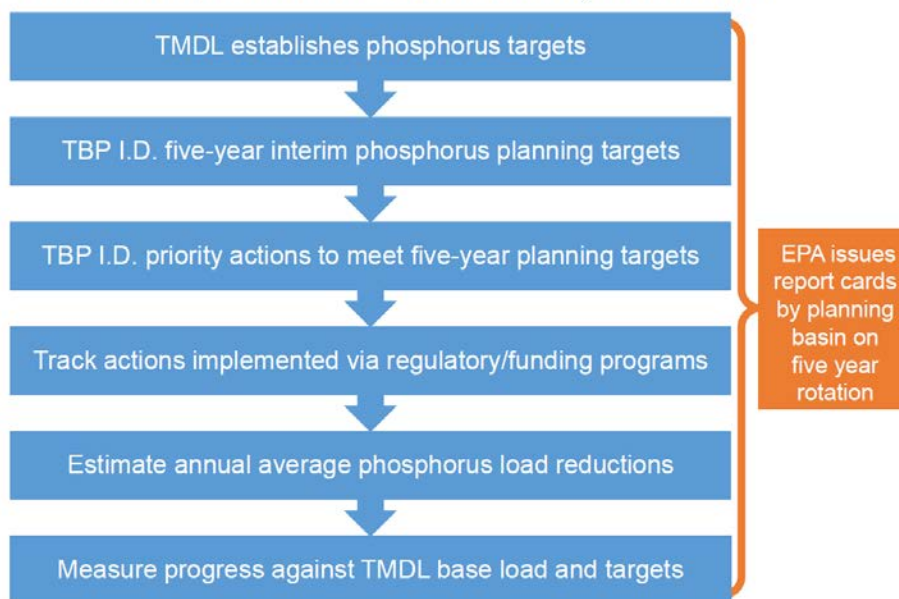 TMDL establishes phosphorus targets
TBP I.D. five-year interim phosphorus planning targets
TBP I.D. priority actions to meet five-year planning targets
Track actions implemented via regulatory/funding programs
Estimate annual average phosphorus load reductions
Measure progress against TMDL base load and targets
EPA issues
report cards
by planning
basin on
five year
rotation